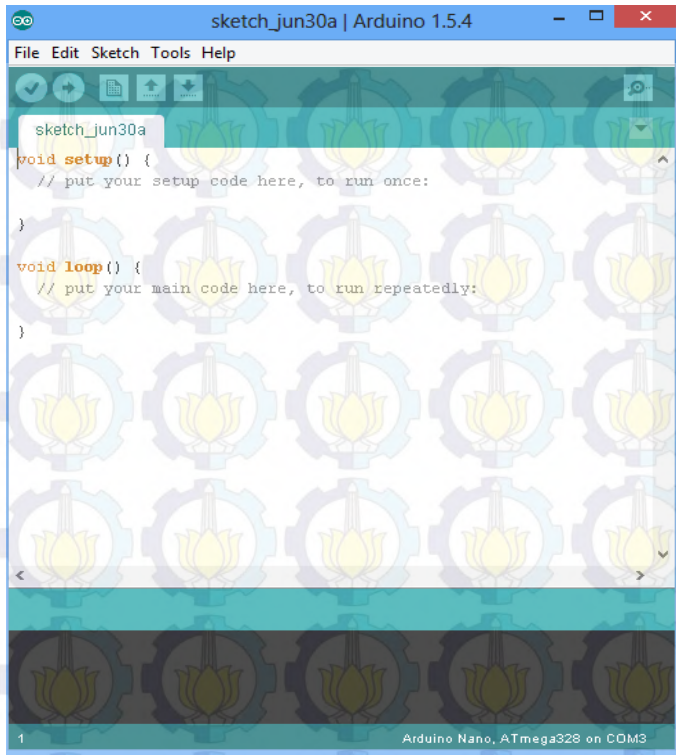 sketch_jun30a | Arduino 1.5.4
File Edit Sketch Tools Help
sketch_jun30a
void setup() {
  // put your setup code here, to run once:
}
void loop() {
  // put your main code here, to run repeatedly:
}
1
Arduino Nano, ATmega328 on COM3